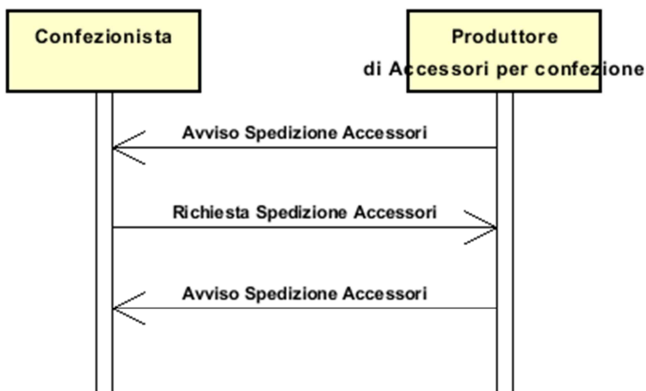 Confezionista
Produttore
di Accessori per confezione
Avviso Spedizione Accessori
Richiesta Spedizione Accessori
Avviso Spedizione Accessori